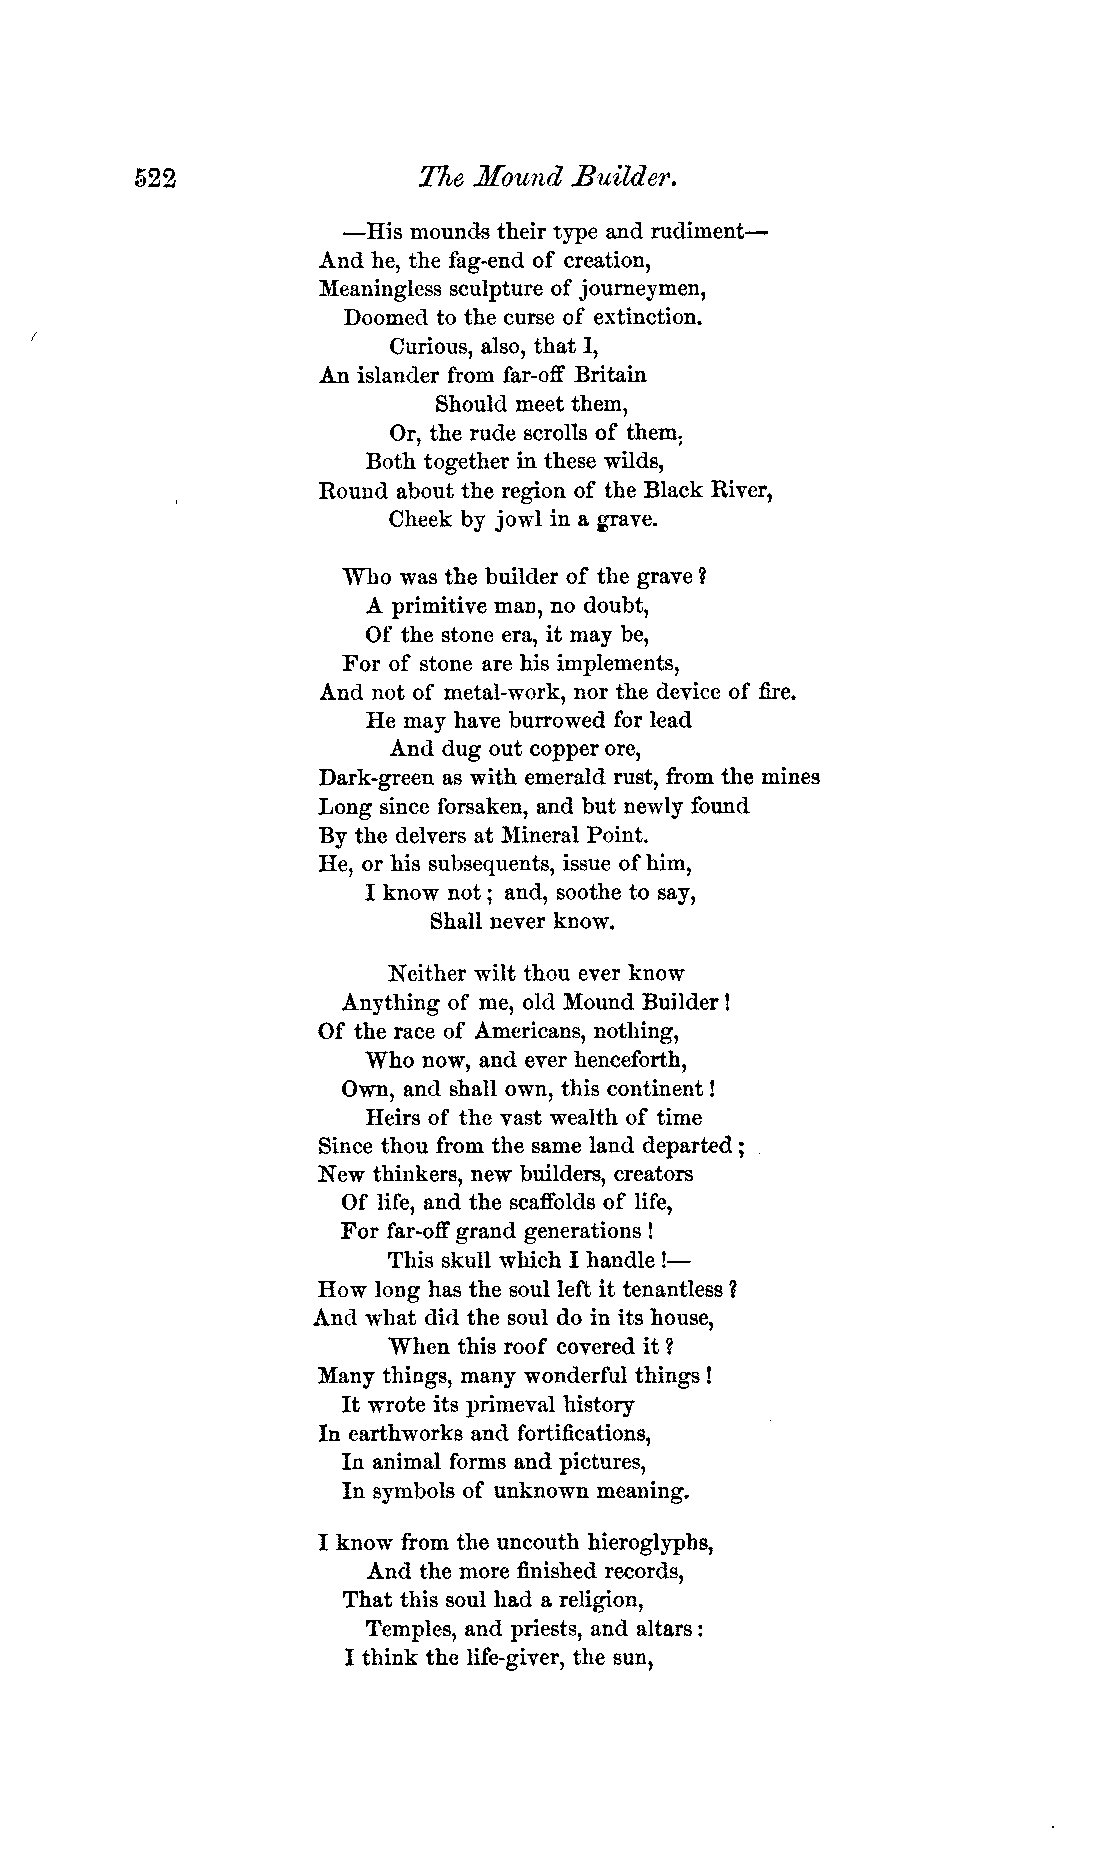 522 The Mound Builder.
—His mounds their type and rudiment—
And he, the fag-end of creation,
Meaningless sculpture of journeymen,
Doomed to the curse of extinction.
Curious, also, that I,
An islander from far-off Britain
Should meet them,
Or, the rude scrolls of them;
Both together in these wilds,
Round about the region of the Black River,
Cheek by jowl in a grave.
Who was the builder of the grave?
A primitive man, no doubt,
Of the stone era, it may be,
For of stone are his implements,
And not of metal-work, nor the device of fire.
He may have burrowed for lead
And dug out copper ore,
Dark-green as with emerald rust, from the mines
Long since forsaken, and but newly found
By the delvers at Mineral Point.
He, or his subsequents, issue of him,
I know not; and, soothe to say,
Shall never know.
Neither wilt thou ever know
Anything of me, old Mound Builder!
Of the race of Americans, nothing,
Who now, and ever henceforth,
Own, and shall own, this continent!
Heirs of the vast wealth of time
Since thou from the same land departed;
New thinkers, new builders, creators
Of life, and the scaffolds of life,
For far-off grand generations!
This skull which I handle!—
How long has the soul left it tenantless?
And what did the soul do in its house,
When this roof covered it?
Many things, many wonderful things!
It wrote its primeval history
In earthworks and fortifications,
In animal forms and pictures,
In symbols of unknown meaning.
I know from the uncouth hieroglyphs,
And the more finished records,
That this soul had a religion,
Temples, and priests, and altars:
I think the life-giver, the sun,